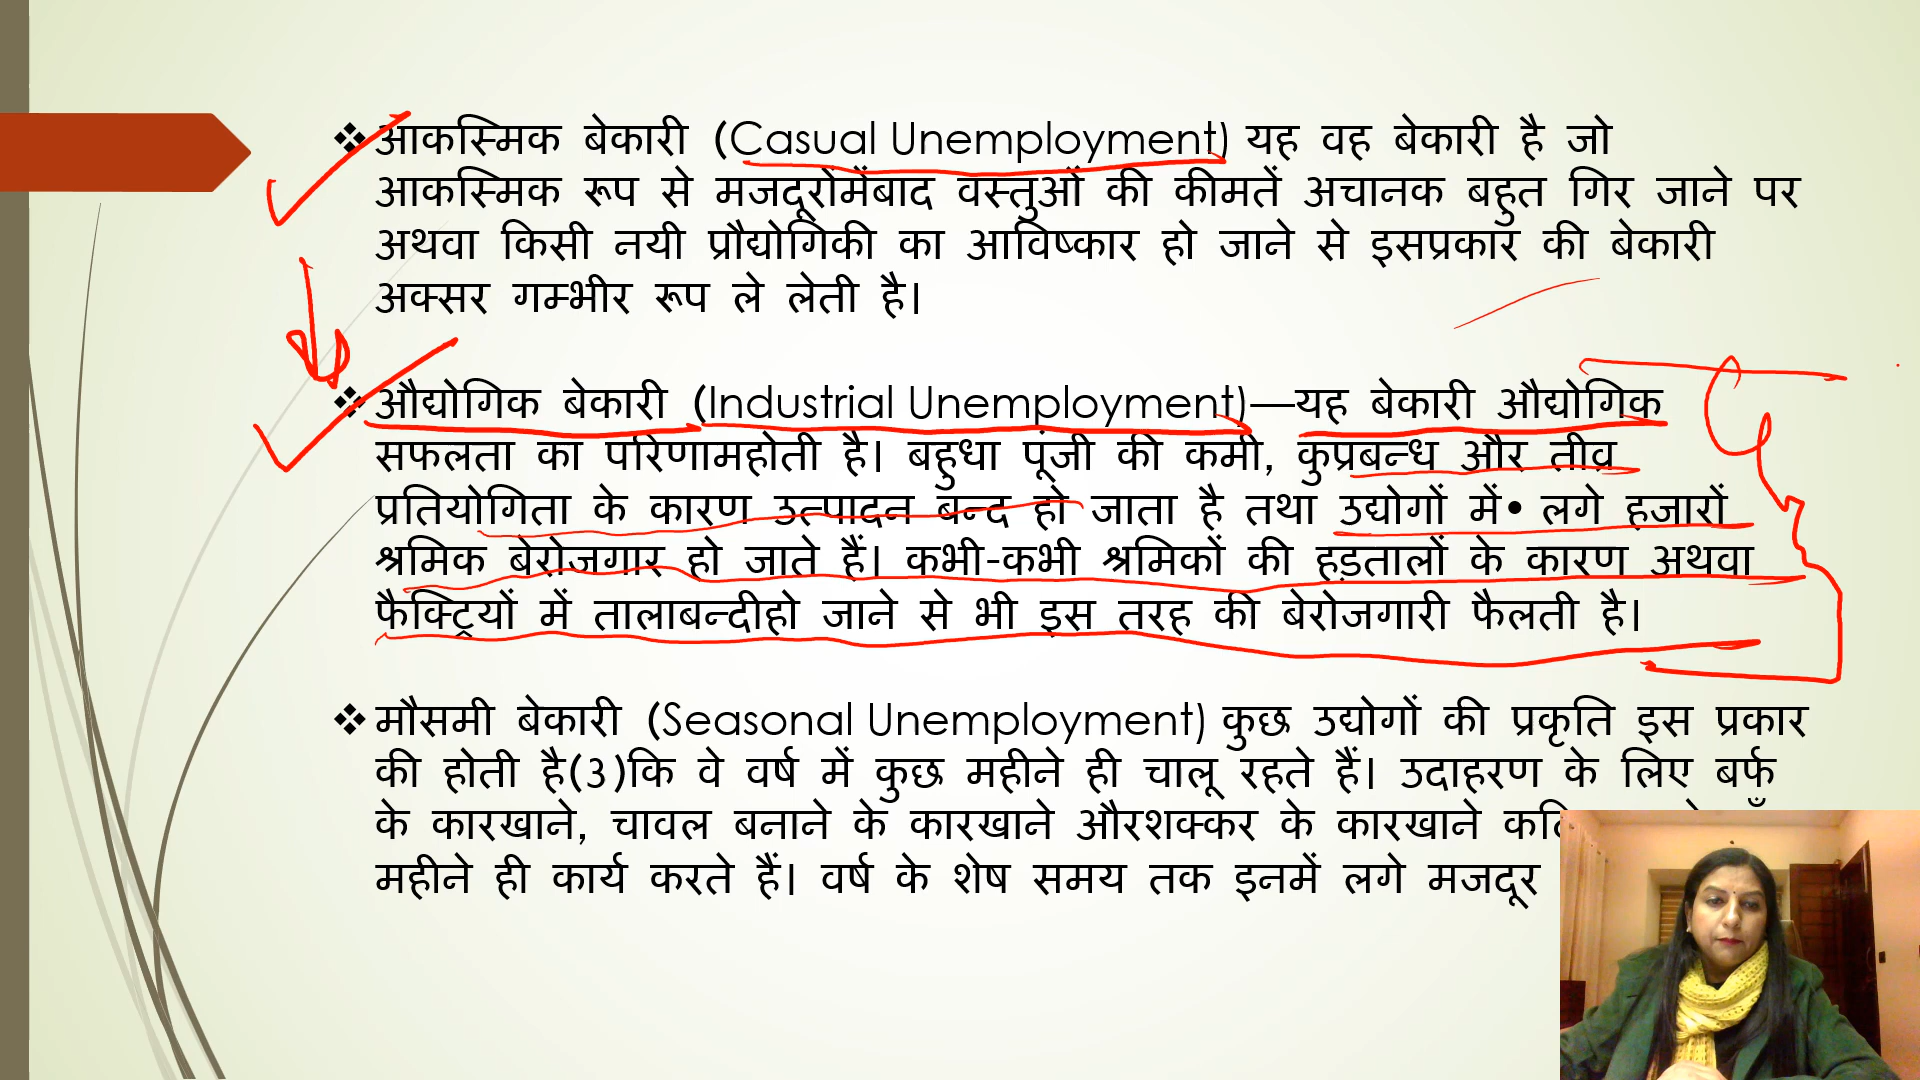 ❖ आकस्मिक बेकारी (Casual Unemployment) यह वह बेकारी है जो
आकस्मिक रूप से मजदूरोंमेंबाद वस्तुओं की कीमतें अचानक बहुत गिर जाने पर
अथवा किसी नयी प्रौद्योगिकी का आविष्कार हो जाने से इसप्रकार की बेकारी
अक्सर गम्भीर रूप ले लेती है।
❖ औद्योगिक बेकारी (Industrial Unemployment)—यह बेकारी औद्योगिक
सफलता का परिणामहोती है। बहुधा पूंजी की कमी, कुप्रबन्ध और तीव्र
प्रतियोगिता के कारण उत्पादन बन्द हो जाता है तथा उद्योगों में• लगे हजारों
श्रमिक बेरोजगार हो जाते हैं। कभी-कभी श्रमिकों की हड़तालों के कारण अथवा
फैक्ट्रियों में तालाबन्दीहो जाने से भी इस तरह की बेरोजगारी फैलती है।
❖ मौसमी बेकारी (Seasonal Unemployment) कुछ उद्योगों की प्रकृति इस प्रकार
की होती है(3)कि वे वर्ष में कुछ महीने ही चालू रहते हैं। उदाहरण के लिए बर्फ
के कारखाने, चावल बनाने के कारखाने औरशक्कर के कारखाने
महीने ही कार्य करते हैं। वर्ष के शेष समय तक इनमें लगे मजदूर